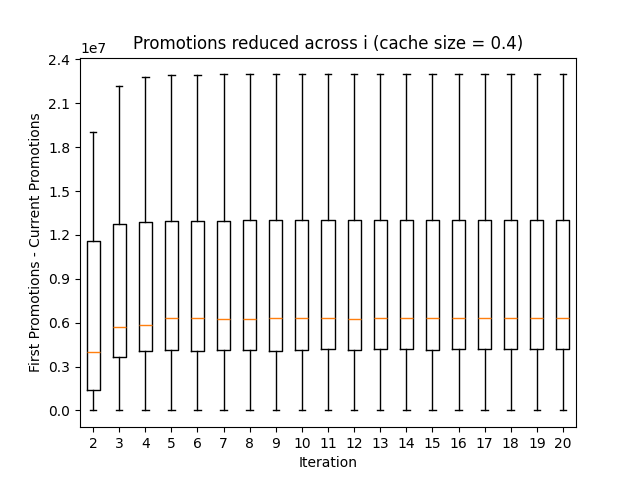 Promotions reduced across i (cache size = 0.4)
1e7
2.4
2.1
1.8
1.5
1.2
0.9
0.6
0.3
0.0
First Promotions - Current Promotions
2 3 4 5 6 7 8 9 10 11 12 13 14 15 16 17 18 19 20
Iteration